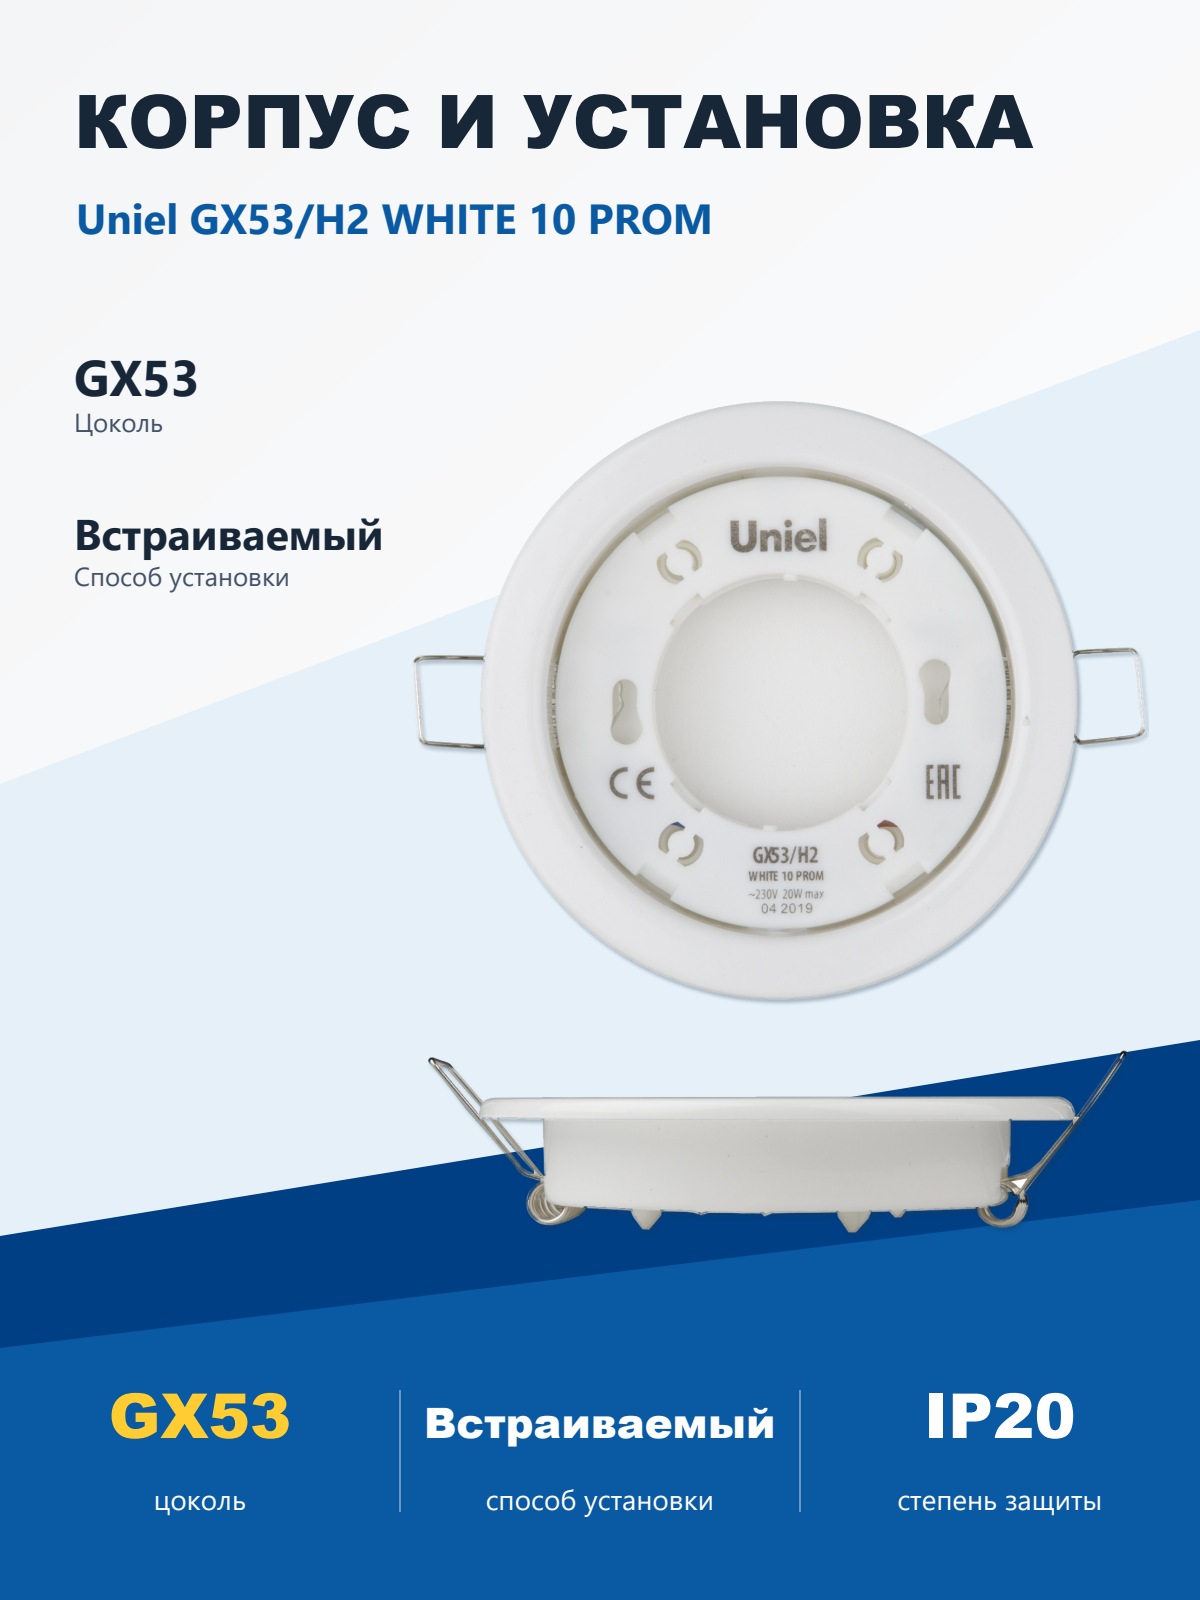 КОРПУС И УСТАНОВКА
Uniel GX53/H2 WHITE 10 PROM
GX53
Цоколь
Встраиваемый
Способ установки
Uniel
CE
EAC
GX53/H2
WHITE 10 PROM
~230V 20W max
04 2019
GX53
цоколь
Встраиваемый
способ установки
IP20
степень защиты